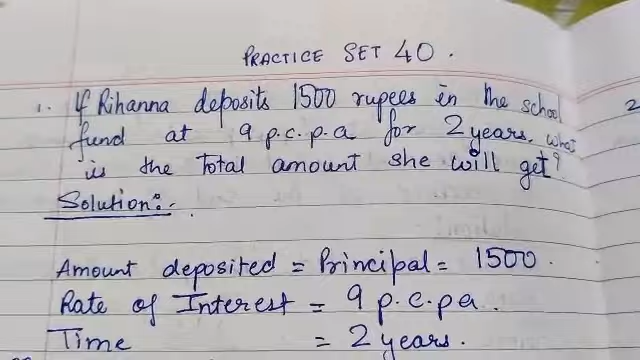 PRACTICE SET 40.
1. If Rihanna deposits 1500 rupees in the school
fund at 9 p.c.p.a for 2 years, what
is the total amount she will get?
Solution:-
Amount deposited = Principal = 1500.
Rate of Interest = 9 p.c.p.a.
Time = 2 years.
2